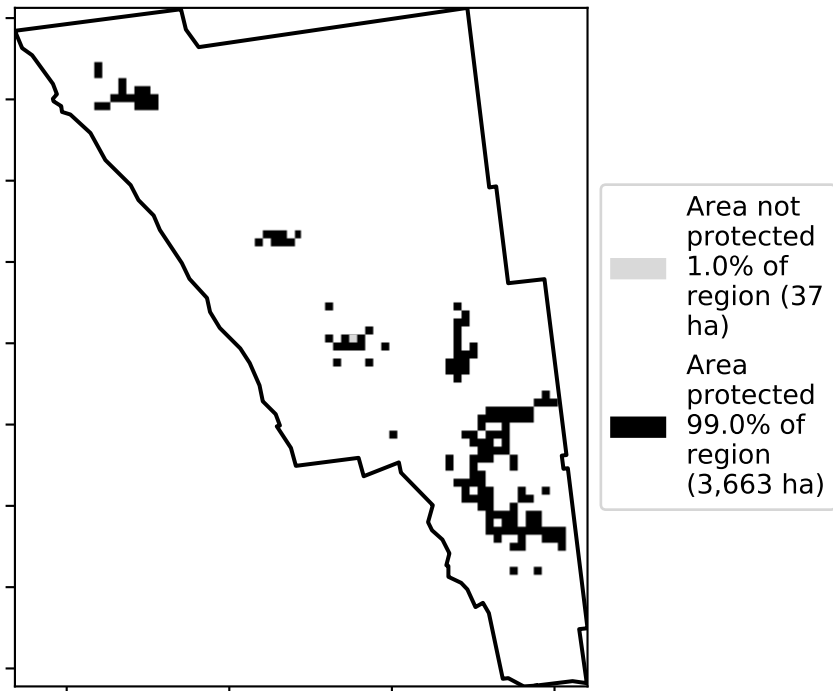 Area not
protected
1.0% of
region (37
ha)
Area
protected
99.0% of
region
(3,663 ha)